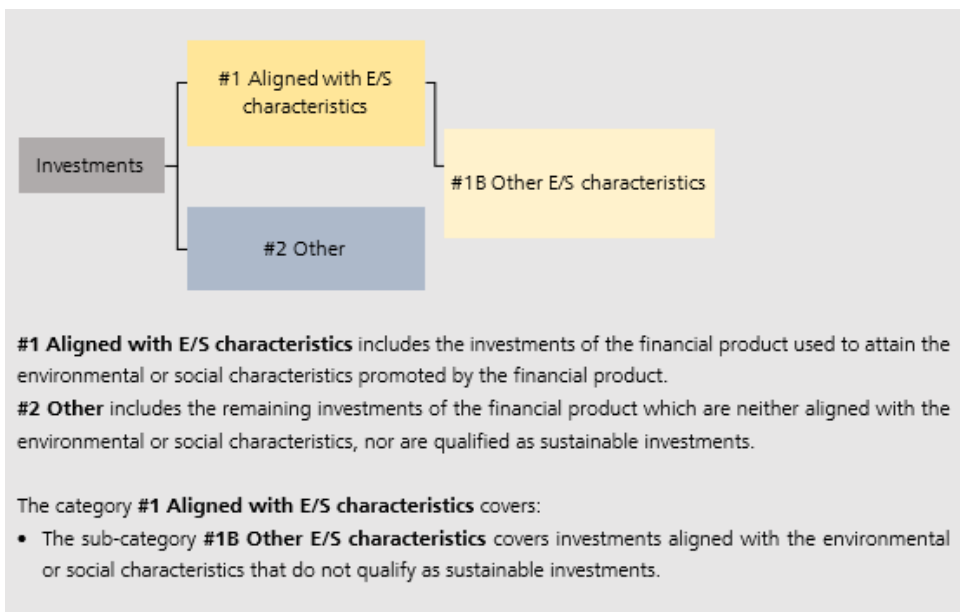 #1 Aligned with E/S
characteristics
Investments
#1B Other E/S characteristics
#2 Other
#1 Aligned with E/S characteristics includes the investments of the financial product used to attain the
environmental or social characteristics promoted by the financial product.
#2 Other includes the remaining investments of the financial product which are neither aligned with the
environmental or social characteristics, nor are qualified as sustainable investments.
The category #1 Aligned with E/S characteristics covers:
• The sub-category #1B Other E/S characteristics covers investments aligned with the environmental
or social characteristics that do not qualify as sustainable investments.